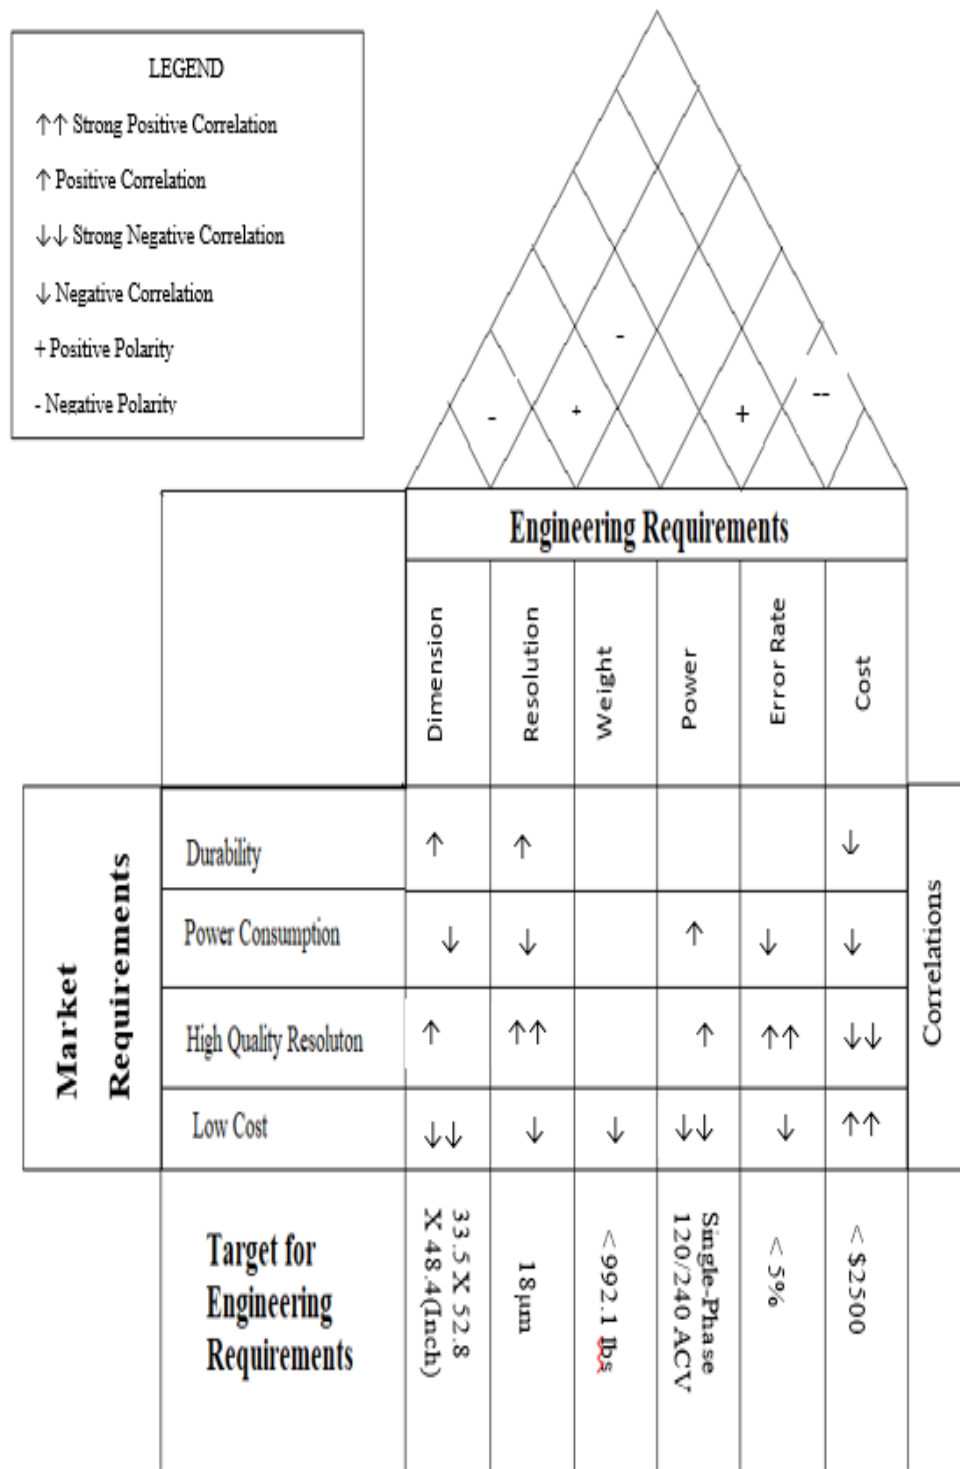 LEGEND
↑↑ Strong Positive Correlation
↑ Positive Correlation
↓↓ Strong Negative Correlation
↓ Negative Correlation
+ Positive Polarity
- Negative Polarity
-
- + + --
Engineering Requirements
Dimension
Resolution
Weight
Power
Error Rate
Cost
Market
Requirements
Durability ↑ ↑ ↓
Power Consumption ↓ ↓ ↑ ↓ ↓
High Quality Resoluton ↑ ↑↑ ↑ ↑↑ ↓↓
Low Cost ↓↓ ↓ ↓ ↓↓ ↓ ↑↑
Correlations
Target for
Engineering
Requirements
33.5 X 52.8
X 48.4(Inch)
18µm
< 992.1 lbs
Single-Phase
120/240 ACV
< 5%
< $2500